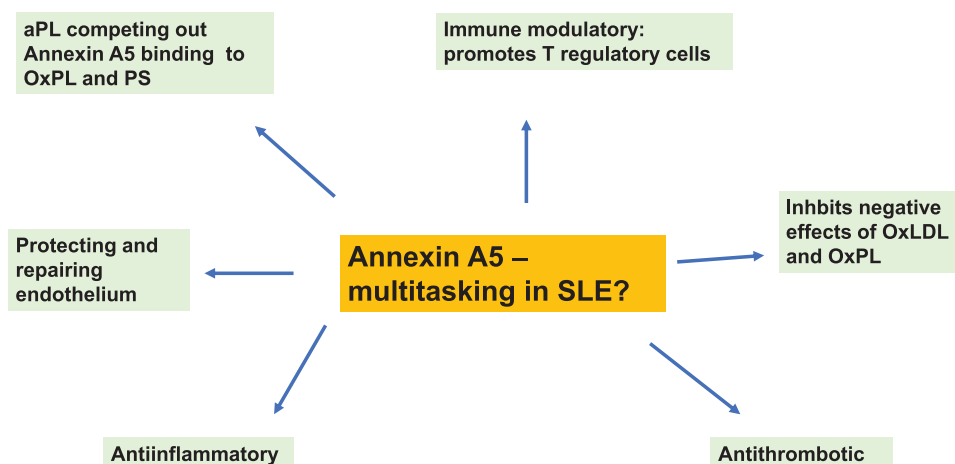 aPL competing out
Annexin A5 binding to
OxPL and PS
Immune modulatory:
promotes T regulatory cells
Inhbits negative
effects of OxLDL
and OxPL
Protecting and
repairing
endothelium
Annexin A5 –
multitasking in SLE?
Antiinflammatory
Antithrombotic